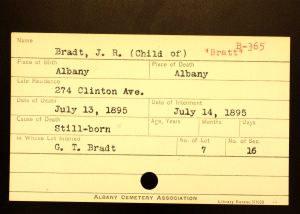 Name
Bradt, J. R. (Child of) "Bratt" B-365
Place of Birth Place of Death
Albany Albany
Late Residence
274 Clinton Ave.
Date of Death Date of Interment
July 13, 1895 July 14, 1895
Cause of Death Age, Years Months Days
Still-born
In Whose Lot Interred No. of Lot No. of Sec.
G. T. Bradt 7 16
ALBANY CEMETERY ASSOCIATION
Library Bureau